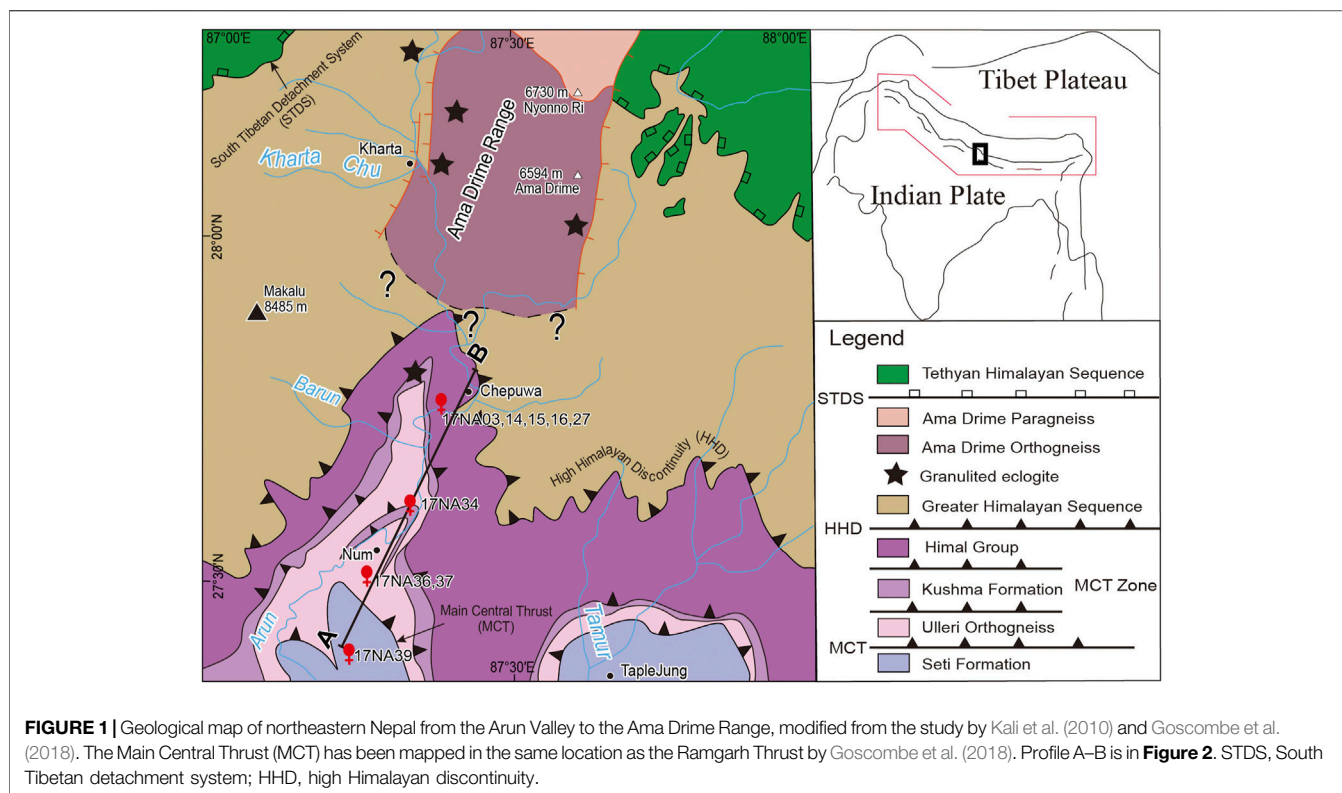 87°00′E
87°30′E
88°00′E
South Tibetan Detachment System
(STDS)
6730 m
Nyonno Ri
Kharta
Kharta
Chu
Ama Drime Range
6594 m
Ama Drime
28°00′N
?
Makalu
8485 m
?
?
B
Chepuwa
Barun
17NA03,14,15,16,27
High Himalayan Discontinuity (HHD)
17NA34
Num
27°30′N
17NA36,37
Main Central Thrust
(MCT)
A
Arun
17NA39
Tamur
87°30′E
TapleJung
Tibet Plateau
Indian Plate
Legend
Tethyan Himalayan Sequence
STDS
Ama Drime Paragneiss
Ama Drime Orthogneiss
Granulited eclogite
Greater Himalayan Sequence
HHD
Himal Group
Kushma Formation
MCT Zone
Ulleri Orthogneiss
MCT
Seti Formation
FIGURE 1 | Geological map of northeastern Nepal from the Arun Valley to the Ama Drime Range, modified from the study by Kali et al. (2010) and Goscombe et al.
(2018). The Main Central Thrust (MCT) has been mapped in the same location as the Ramgarh Thrust by Goscombe et al. (2018). Profile A–B is in Figure 2. STDS, South
Tibetan detachment system; HHD, high Himalayan discontinuity.